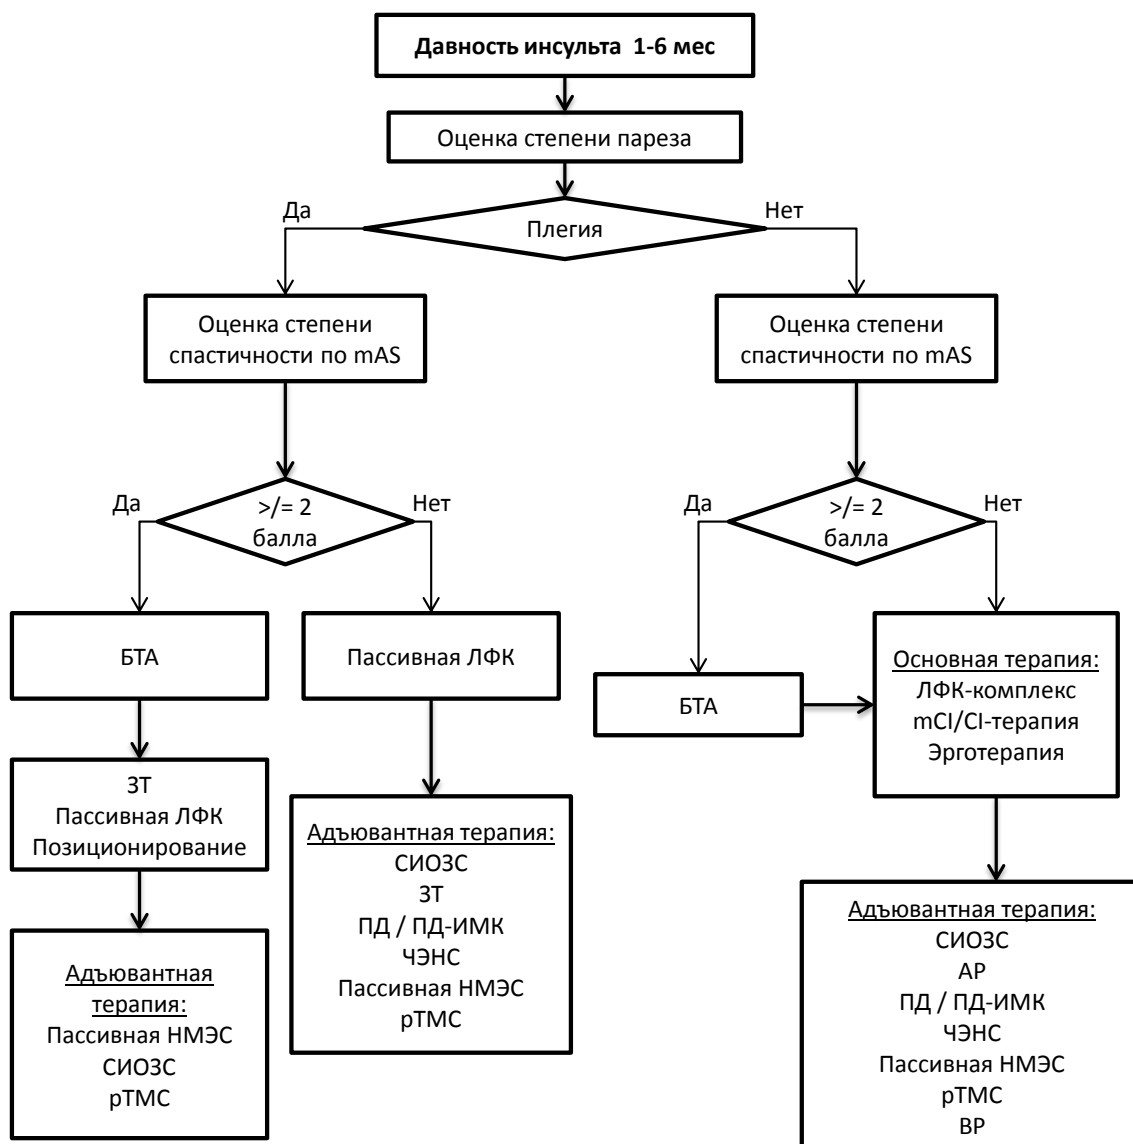 Давность инсульта 1-6 мес
Оценка степени пареза
Да
Нет
Плегия
Оценка степени
спастичности по mAS
Оценка степени
спастичности по mAS
Да
>/= 2
балла
Нет
Да
>/= 2
балла
Нет
БТА
Пассивная ЛФК
БТА
Основная терапия:
ЛФК-комплекс
mCI/CI-терапия
Эрготерапия
ЗТ
Пассивная ЛФК
Позиционирование
Адъювантная терапия:
СИОЗС
ЗТ
ПД / ПД-ИМК
ЧЭНС
Пассивная НМЭС
рТМС
Адъювантная
терапия:
Пассивная НМЭС
СИОЗС
рТМС
Адъювантная терапия:
СИОЗС
АР
ПД / ПД-ИМК
ЧЭНС
Пассивная НМЭС
рТМС
ВР